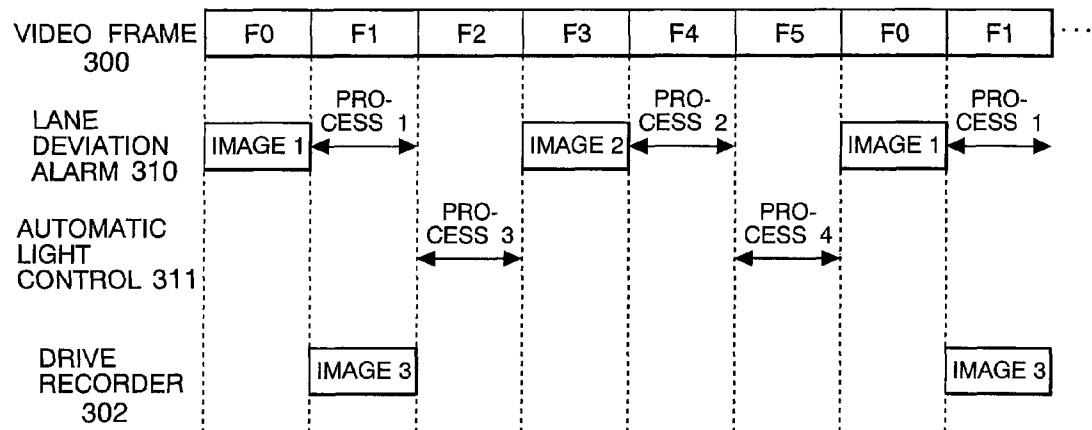 VIDEO FRAME 300 F0 F1 F2 F3 F4 F5 F0 F1 ...
LANE DEVIATION ALARM 310
IMAGE 1
PRO-
CESS 1
IMAGE 2
PRO-
CESS 2
IMAGE 1
PRO-
CESS 1
AUTOMATIC
LIGHT
CONTROL 311
PRO-
CESS 3
PRO-
CESS 4
DRIVE
RECORDER
302
IMAGE 3
IMAGE 3